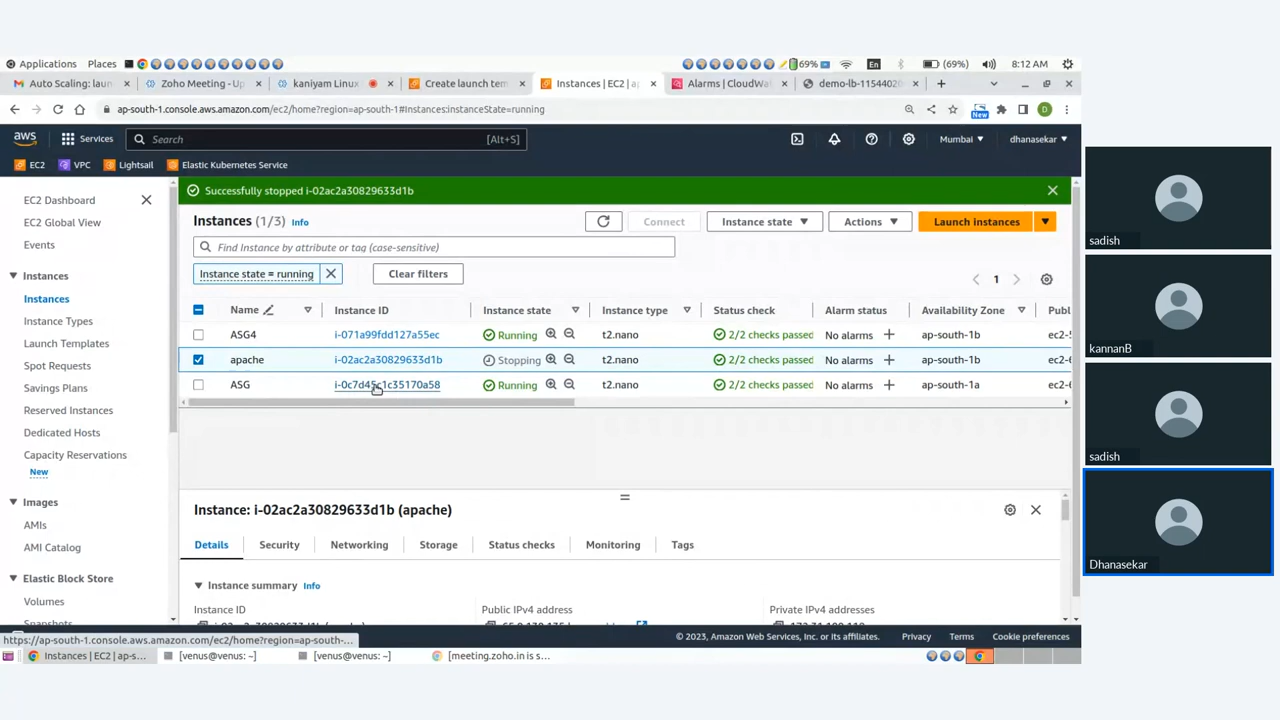 Applications Places 69% En (69%) 8:12 AM
Auto Scaling: laun Zoho Meeting - Up kaniyam Linux Create launch tem Instances | EC2 | ap Alarms | CloudWa demo-lb-11544020
ap-south-1.console.aws.amazon.com/ec2/home?region=ap-south-1#Instances:instanceState=running New D
aws Services Search [Alt+S] Mumbai dhanasekar
EC2 VPC Lightsail Elastic Kubernetes Service
EC2 Dashboard
EC2 Global View
Events
Instances
Instances
Instance Types
Launch Templates
Spot Requests
Savings Plans
Reserved Instances
Dedicated Hosts
Capacity Reservations
New
Images
AMIs
AMI Catalog
Elastic Block Store
Volumes
Snapshots
Successfully stopped i-02ac2a30829633d1b
Instances (1/3) Info Connect Instance state Actions Launch instances
Find Instance by attribute or tag (case-sensitive)
Instance state = running Clear filters 1
Name Instance ID Instance state Instance type Status check Alarm status Availability Zone Publ
ASG4 i-071a99fdd127a55ec Running t2.nano 2/2 checks passed No alarms ap-south-1b ec2-5
apache i-02ac2a30829633d1b Stopping t2.nano 2/2 checks passed No alarms ap-south-1b ec2-6
ASG i-0c7d45c1c35170a58 Running t2.nano 2/2 checks passed No alarms ap-south-1a ec2-6
Instance: i-02ac2a30829633d1b (apache)
Details Security Networking Storage Status checks Monitoring Tags
Instance summary Info
Instance ID Public IPv4 address Private IPv4 addresses
https://ap-south-1.console.aws.amazon.com/ec2/home?region=ap-south-... © 2023, Amazon Web Services, Inc. or its affiliates. Privacy Terms Cookie preferences
Instances | EC2 | ap-s... [venus@venus: ~] [venus@venus: ~] [meeting.zoho.in is s...
sadish
kannanB
sadish
Dhanasekar